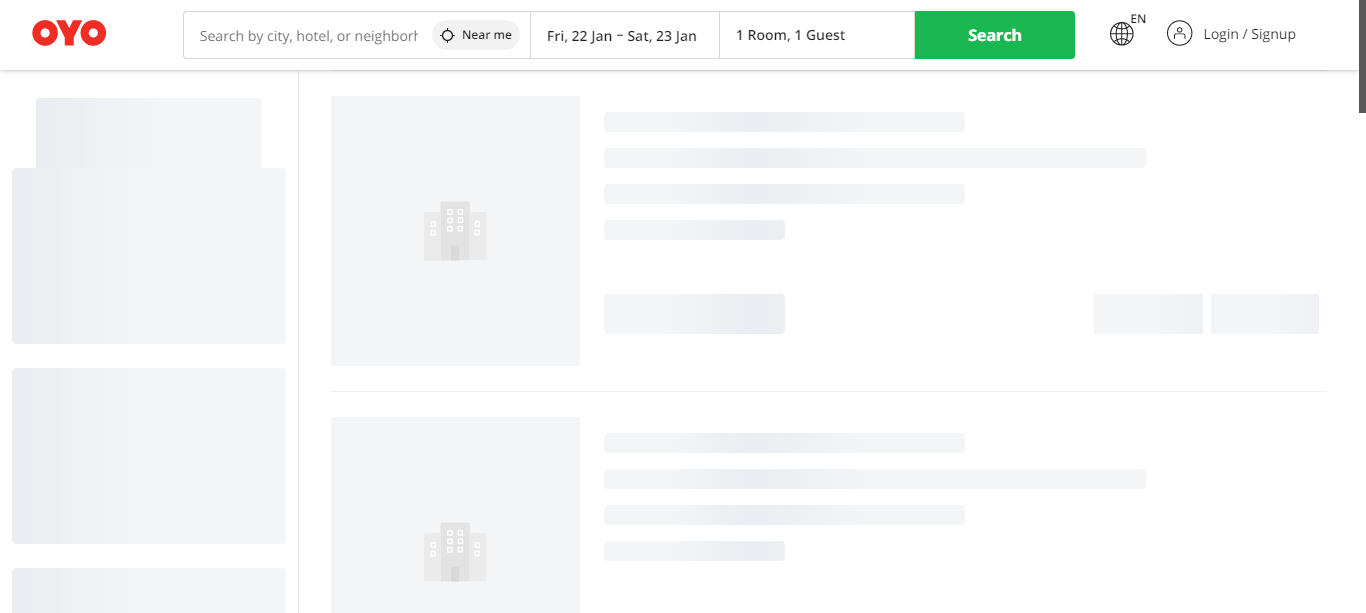 OYO
Search by city, hotel, or neighborh
Near me
Fri, 22 Jan – Sat, 23 Jan
1 Room, 1 Guest
Search
EN
Login / Signup